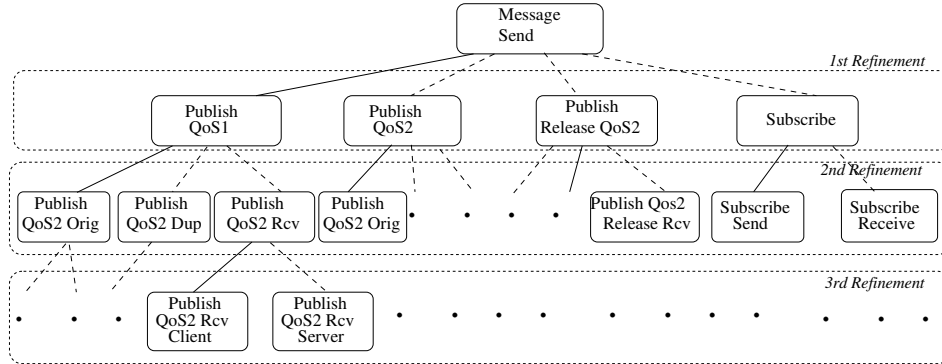 Message
Send
1st Refinement
Publish
QoS1
Publish
QoS2
Publish
Release QoS2
Subscribe
2nd Refinement
Publish
QoS2 Orig
Publish
QoS2 Dup
Publish
QoS2 Rcv
Publish
QoS2 Orig
Publish Qos2
Release Rcv
Subscribe
Send
Subscribe
Receive
3rd Refinement
Publish
QoS2 Rcv
Client
Publish
QoS2 Rcv
Server